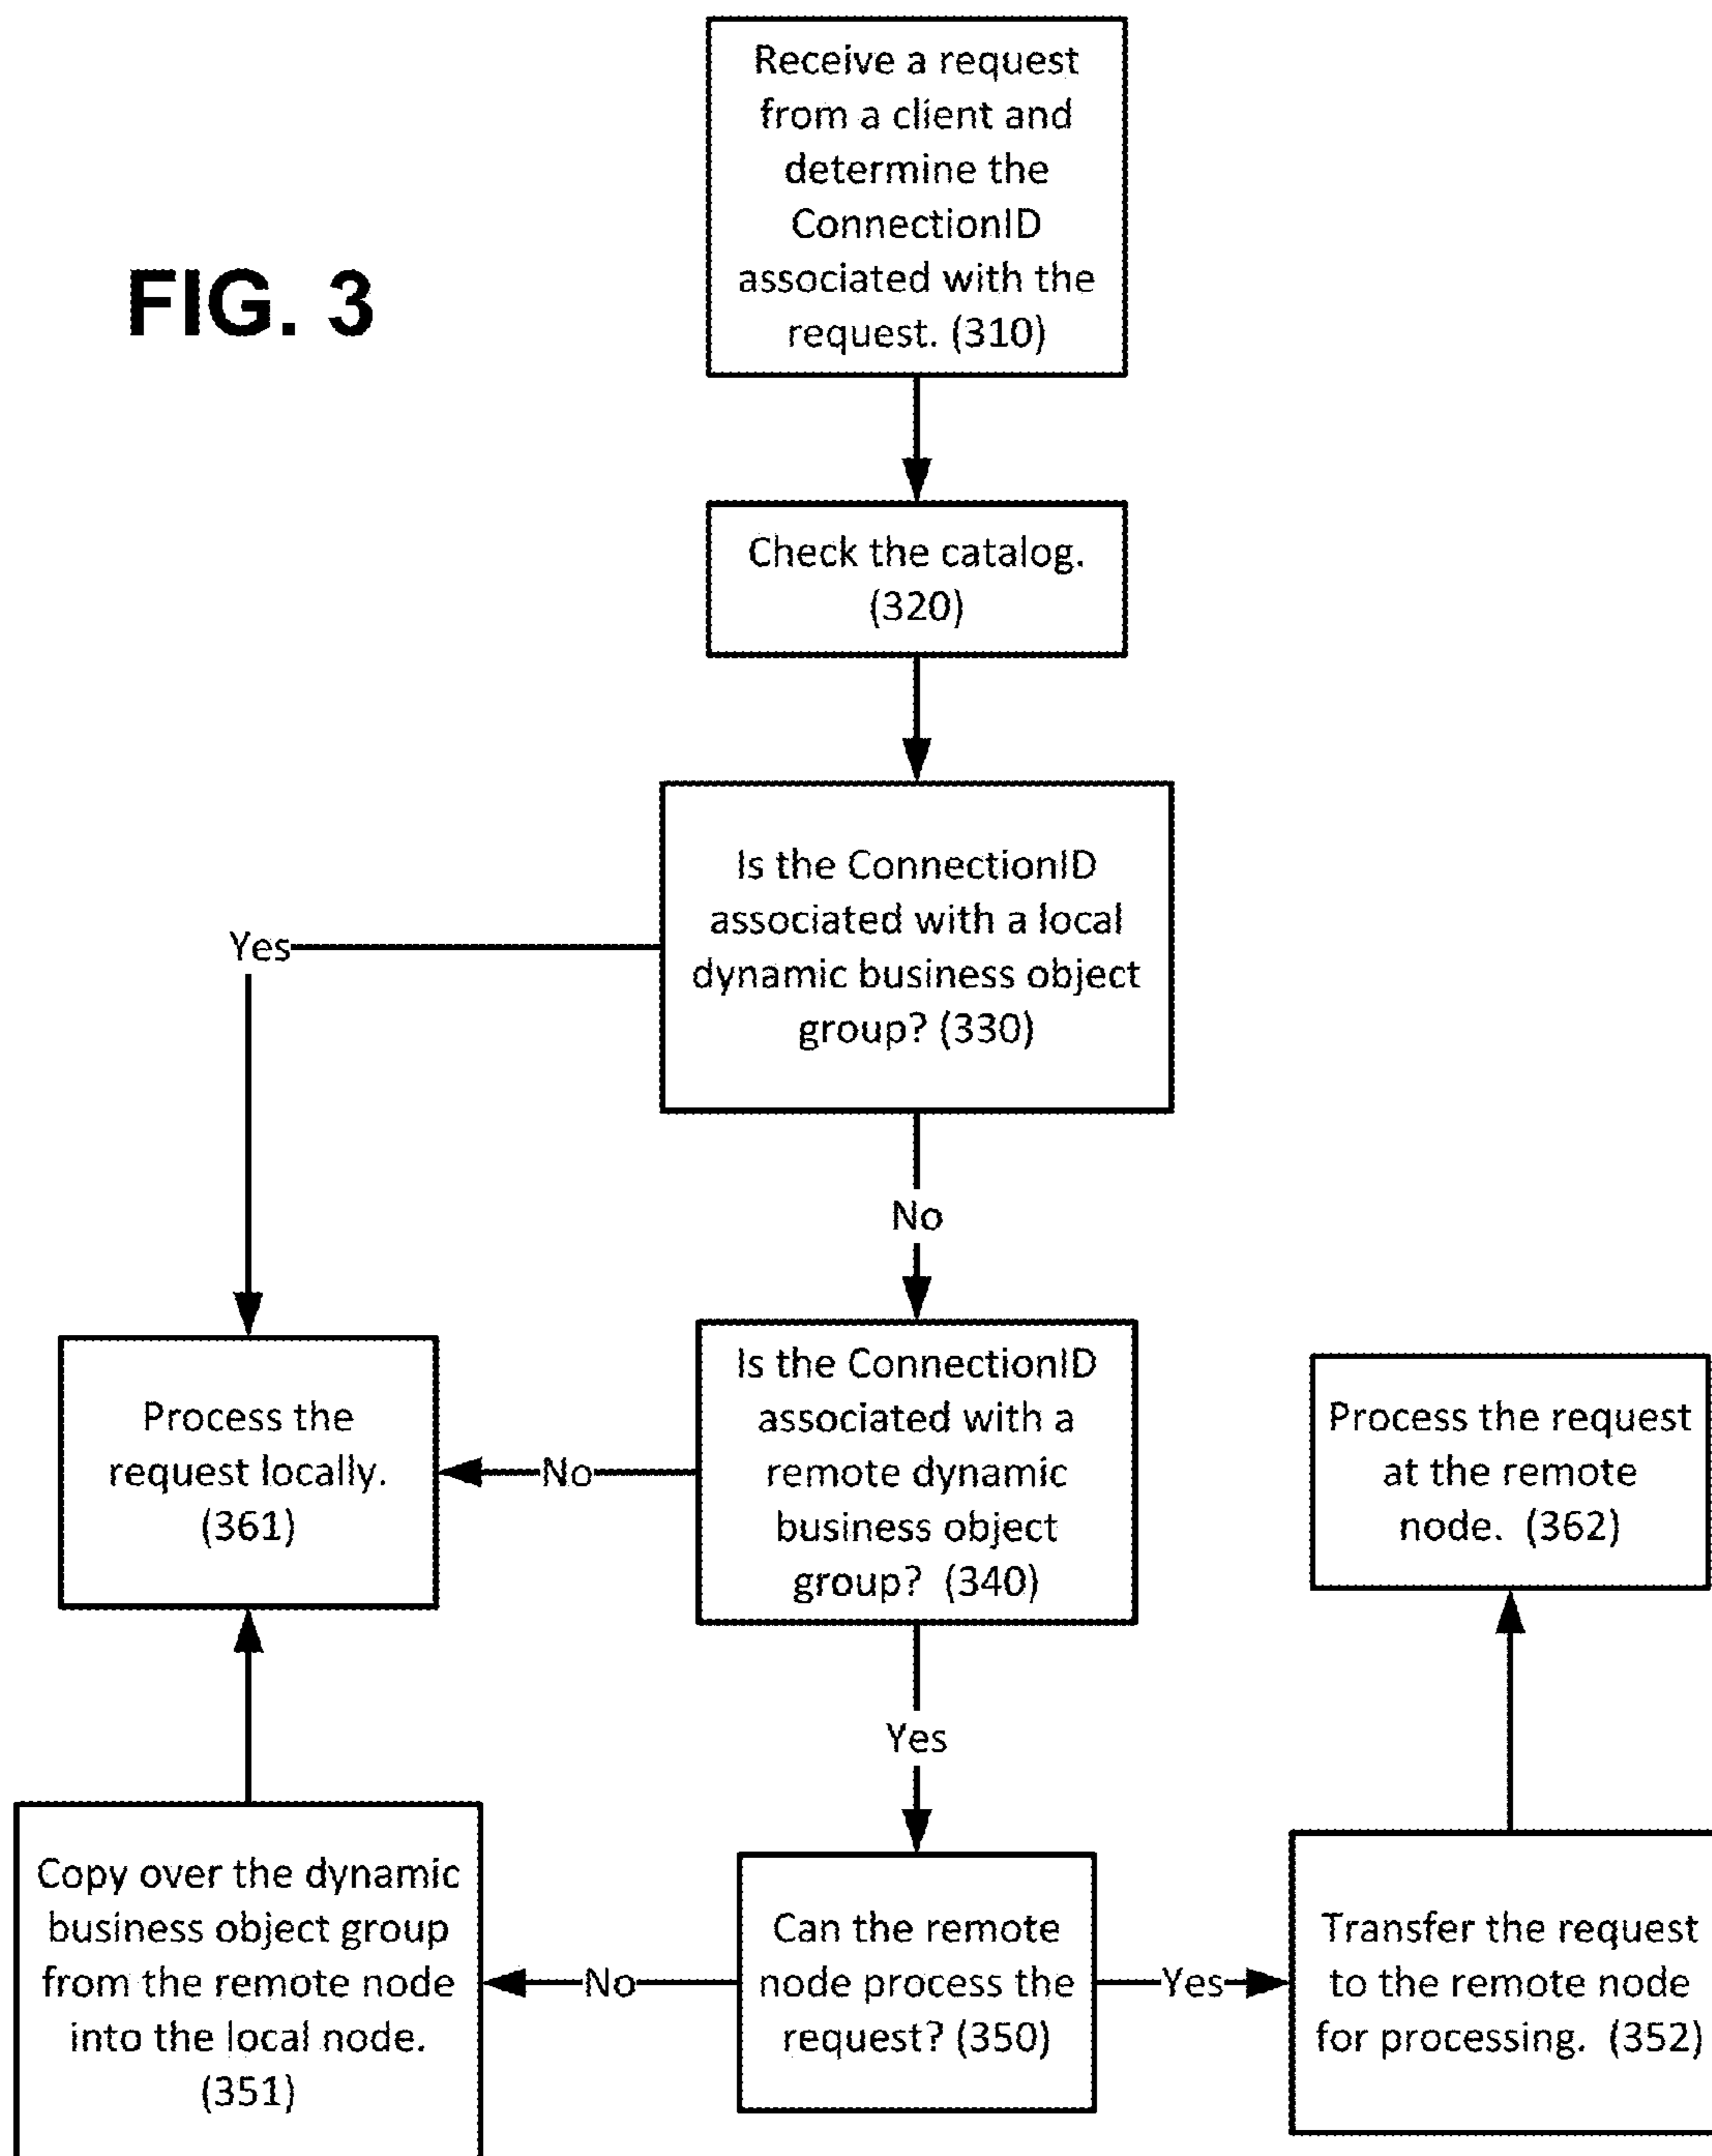 Receive a request
from a client and
determine the
ConnectionID
associated with the
request. (310)
FIG. 3
Check the catalog.
(320)
Is the ConnectionID
associated with a local
dynamic business object
group? (330)
Yes
No
Is the ConnectionID
associated with a
remote dynamic
business object
group? (340)
Process the
request locally.
(361)
No
Process the request
at the remote
node. (362)
Yes
Copy over the dynamic
business object group
from the remote node
into the local node.
(351)
No
Can the remote
node process the
request? (350)
Yes
Transfer the request
to the remote node
for processing. (352)